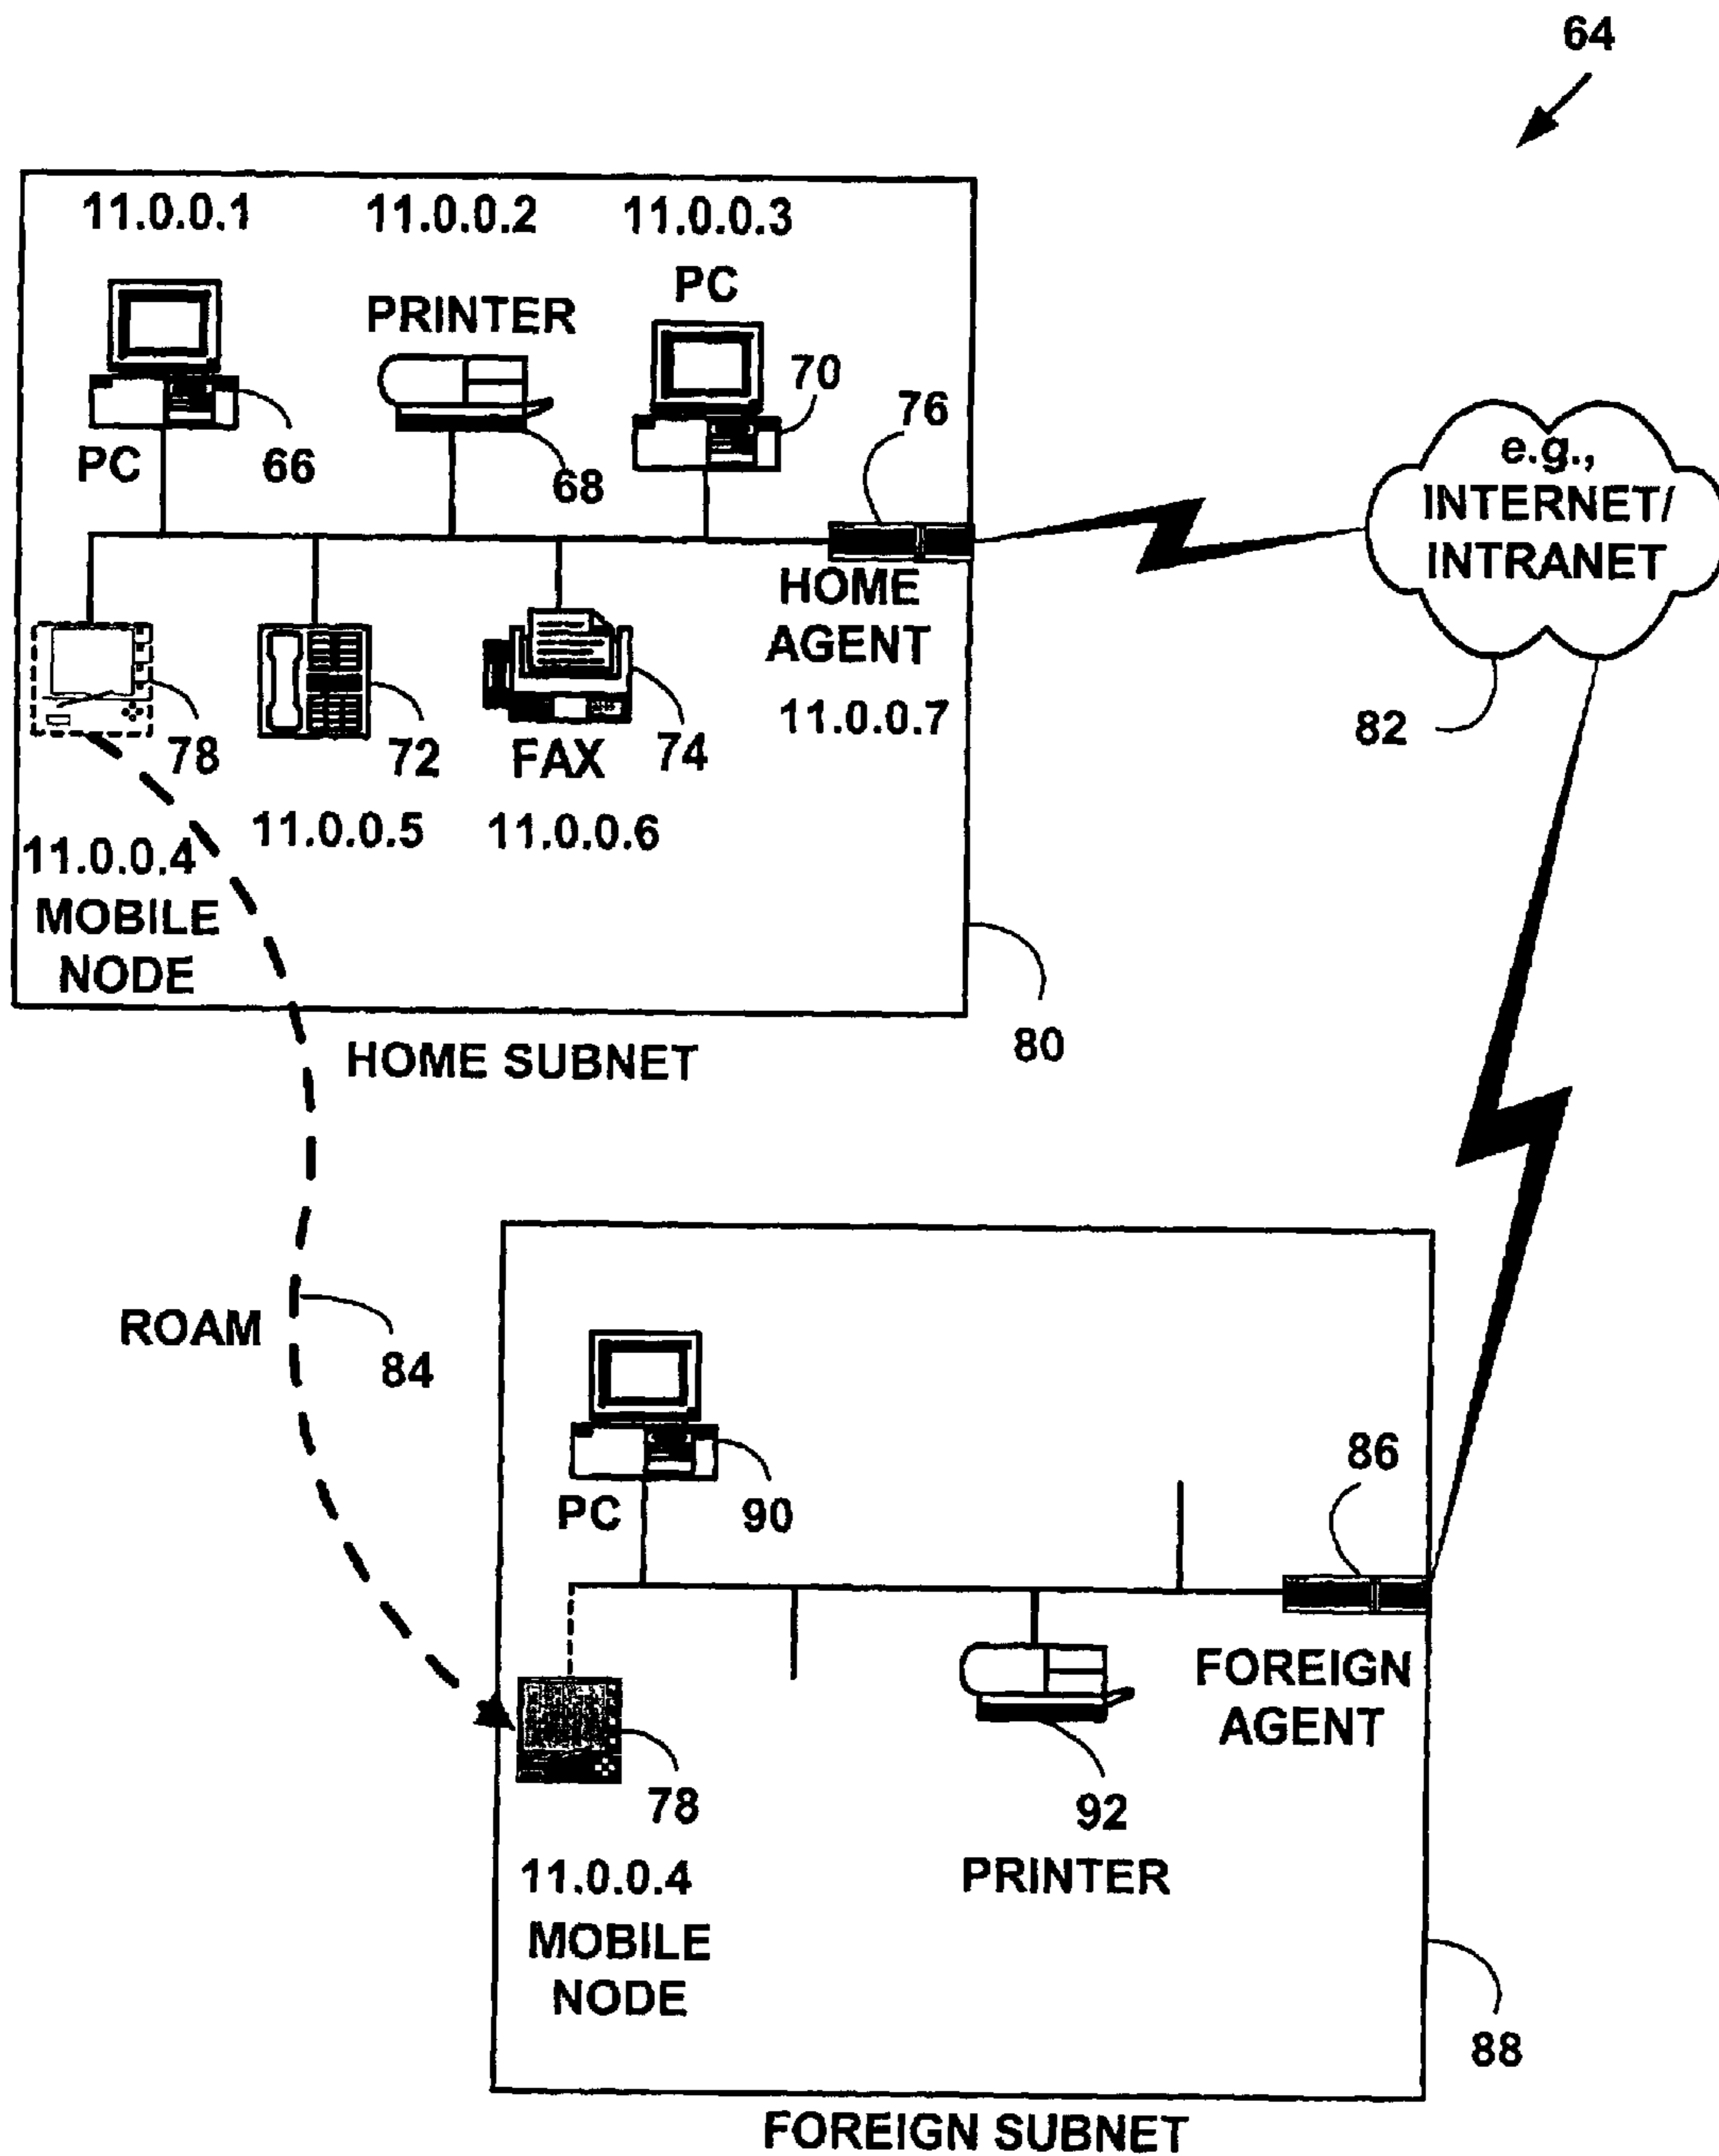 64
11.0.0.1
11.0.0.2
11.0.0.3
PC
PRINTER
70
76
PC
66
68
e.g.,
INTERNET/
INTRANET
HOME
AGENT
11.0.0.7
82
78
72
FAX
74
11.0.0.4
11.0.0.5
11.0.0.6
MOBILE
NODE
80
HOME SUBNET
ROAM
84
86
PC
90
FOREIGN
AGENT
78
92
PRINTER
11.0.0.4
MOBILE
NODE
88
FOREIGN SUBNET